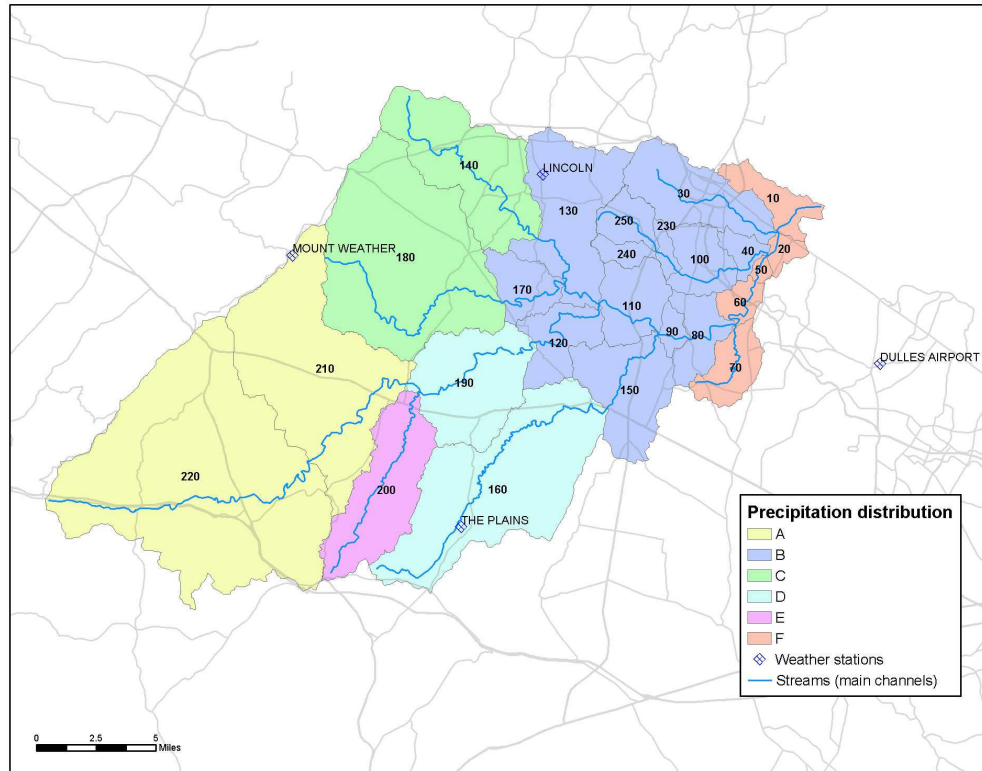 140
LINCOLN
10
30
130
250
230
MOUNT WEATHER
180
240
100
40
20
50
170
60
110
90
80
120
DULLES AIRPORT
210
190
70
150
220
200
160
THE PLAINS
Precipitation distribution
A
B
C
D
E
F
Weather stations
Streams (main channels)
0 2.5 5
Miles